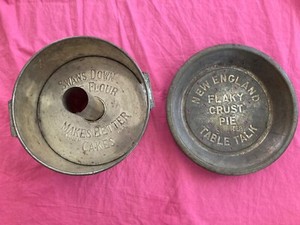 SWANS DOWN
FLOUR
MAKES BETTER
CAKES
NEW ENGLAND
FLAKY
CRUST
PIE
TABLE TALK